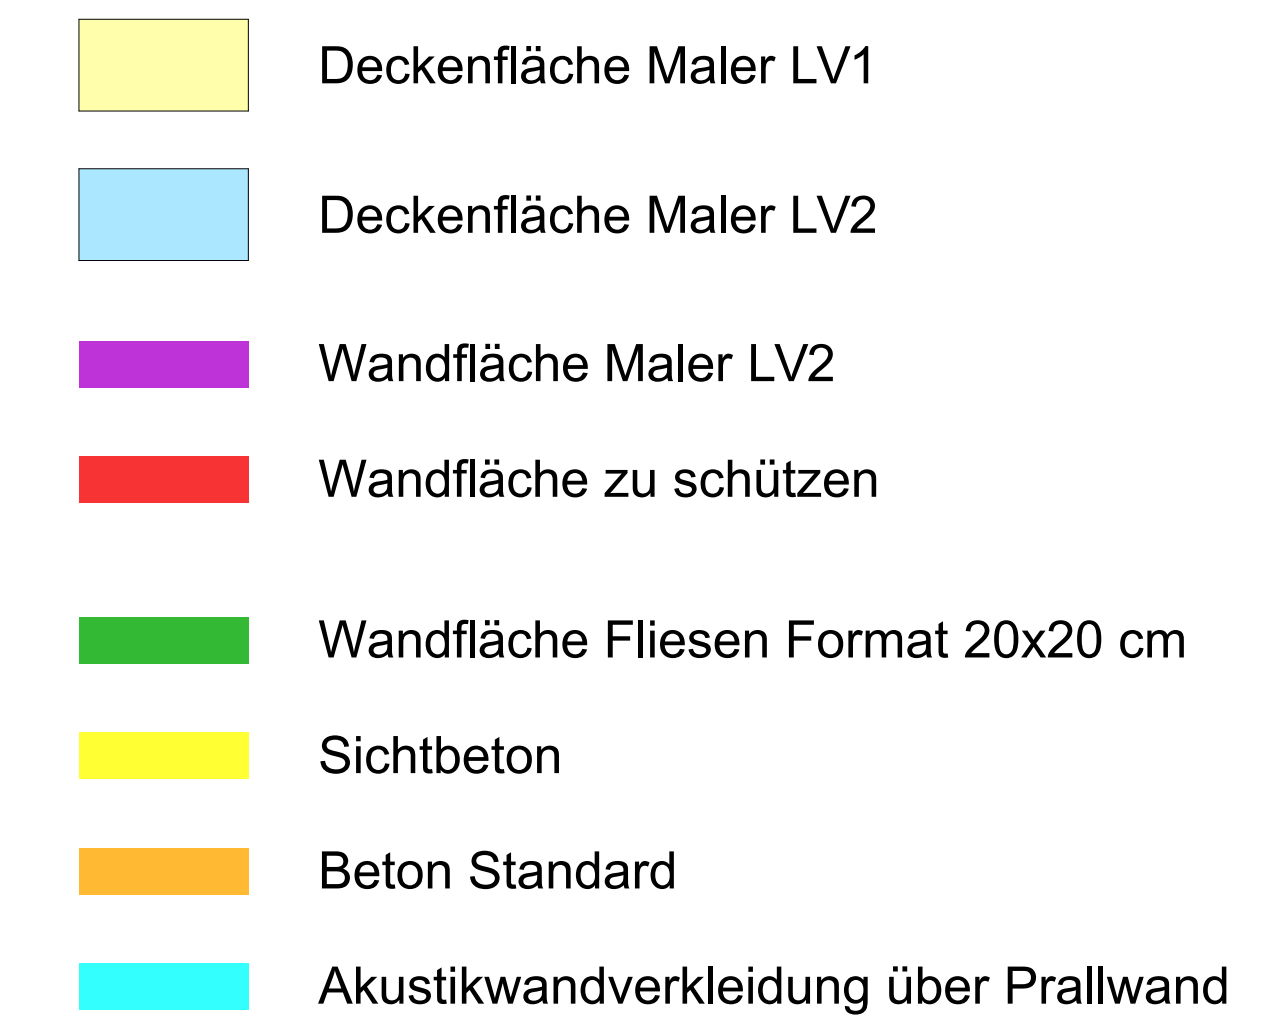 Deckenfläche Maler LV1
Deckenfläche Maler LV2
Wandfläche Maler LV2
Wandfläche zu schützen
Wandfläche Fliesen Format 20x20 cm
Sichtbeton
Beton Standard
Akustikwandverkleidung über Prallwand